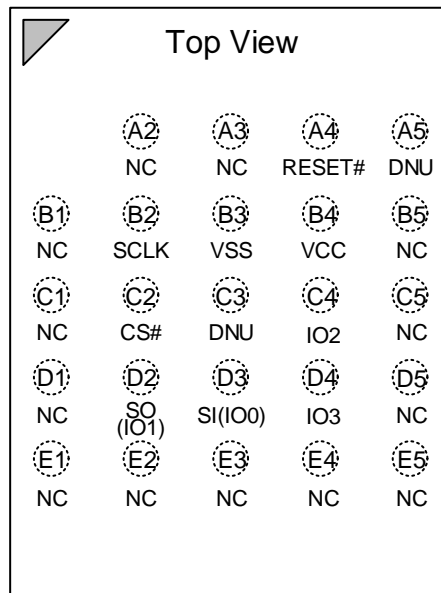 Top View
A2 A3 A4 A5
NC NC RESET# DNU
B1 B2 B3 B4 B5
NC SCLK VSS VCC NC
C1 C2 C3 C4 C5
NC CS# DNU IO2 NC
D1 D2 D3 D4 D5
NC SO (IO1) SI(IO0) IO3 NC
E1 E2 E3 E4 E5
NC NC NC NC NC